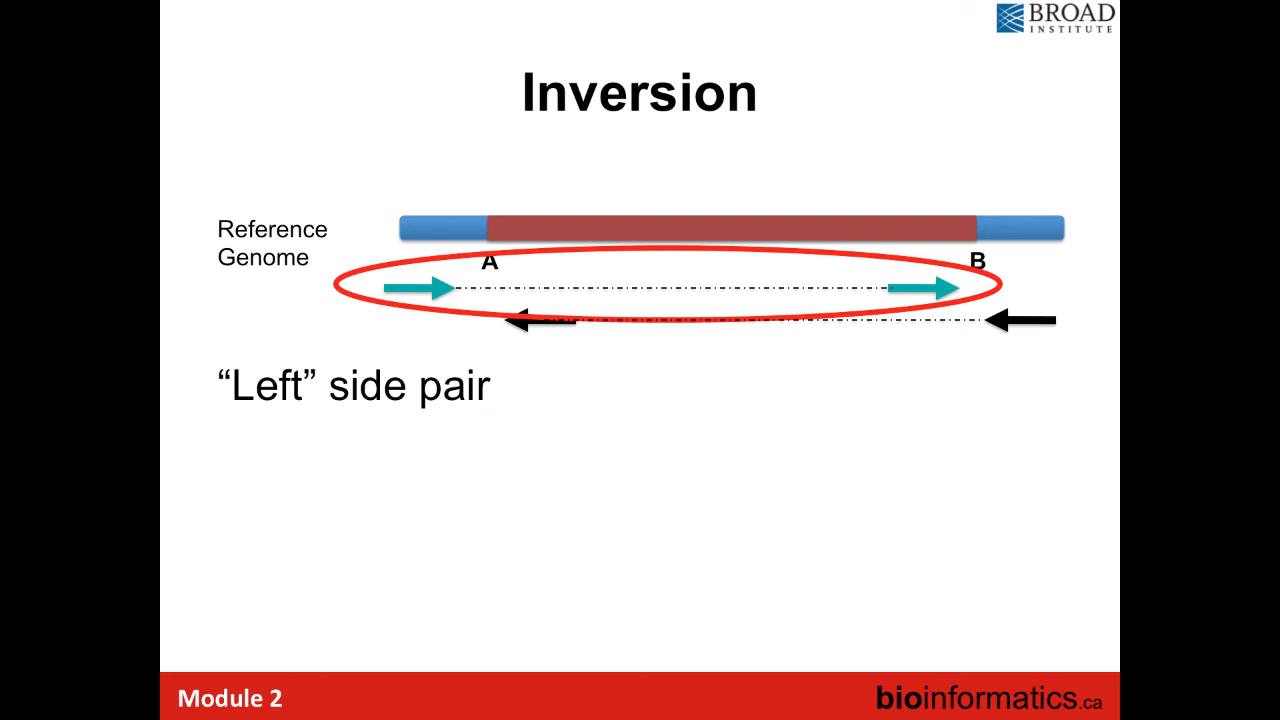 BROAD
INSTITUTE
Inversion
Reference
Genome
A
B
“Left” side pair
Module 2
bioinformatics.ca